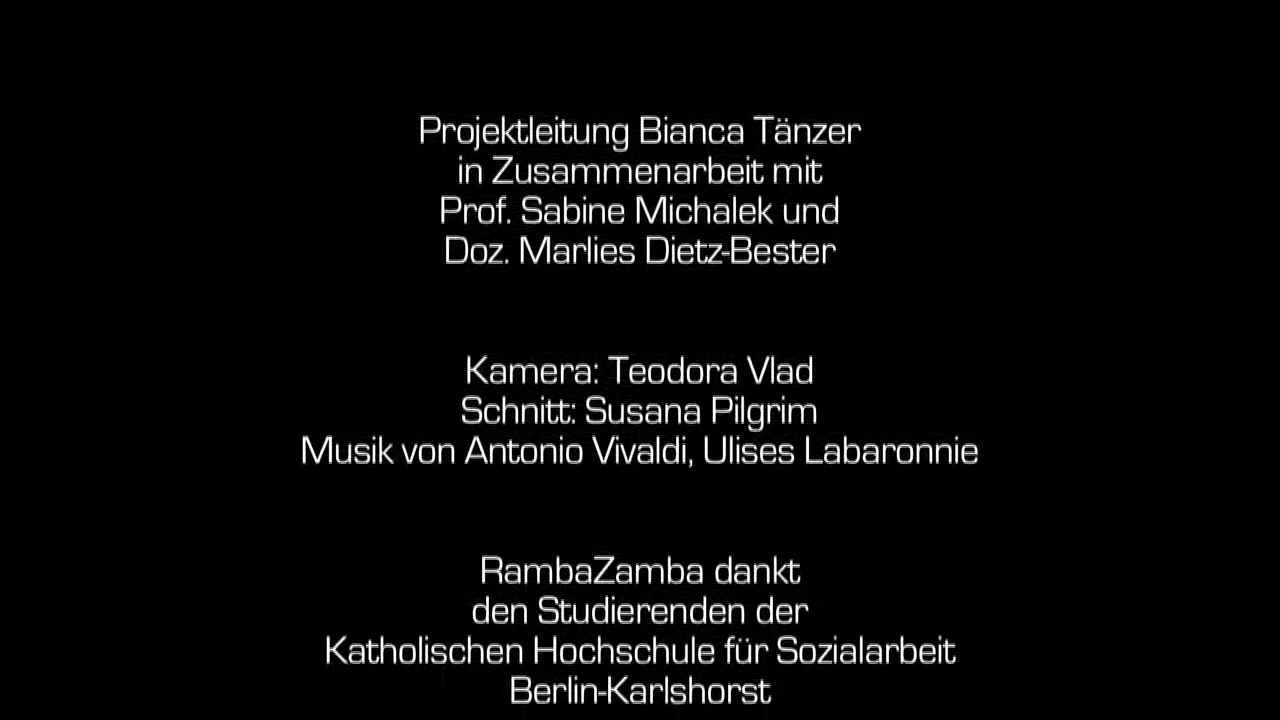 Projektleitung Bianca Tänzer
in Zusammenarbeit mit
Prof. Sabine Michalek und
Doz. Marlies Dietz-Bester
Kamera: Teodora Vlad
Schnitt: Susana Pilgrim
Musik von Antonio Vivaldi, Ulises Labaronnie
RambaZamba dankt
den Studierenden der
Katholischen Hochschule für Sozialarbeit
Berlin-Karlshorst